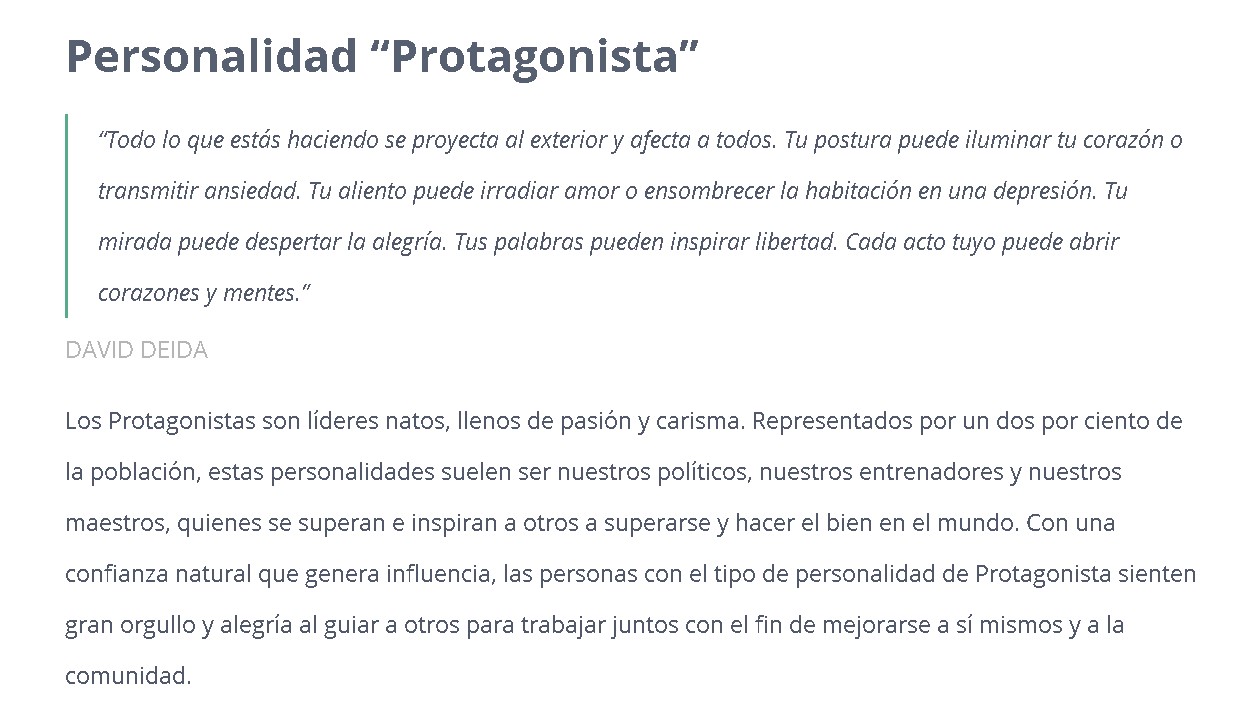 Personalidad “Protagonista”
“Todo lo que estás haciendo se proyecta al exterior y afecta a todos. Tu postura puede iluminar tu corazón o
transmitir ansiedad. Tu aliento puede irradiar amor o ensombrecer la habitación en una depresión. Tu
mirada puede despertar la alegría. Tus palabras pueden inspirar libertad. Cada acto tuyo puede abrir
corazones y mentes.”
DAVID DEIDA
Los Protagonistas son líderes natos, llenos de pasión y carisma. Representados por un dos por ciento de
la población, estas personalidades suelen ser nuestros políticos, nuestros entrenadores y nuestros
maestros, quienes se superan e inspiran a otros a superarse y hacer el bien en el mundo. Con una
confianza natural que genera influencia, las personas con el tipo de personalidad de Protagonista sienten
gran orgullo y alegría al guiar a otros para trabajar juntos con el fin de mejorarse a sí mismos y a la
comunidad.